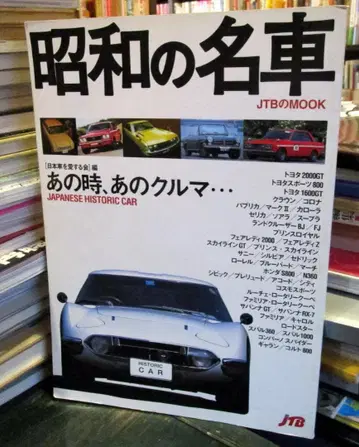 昭和の名車
JTBのMOOK
[日本車を愛する会]編
あの時、あのクルマ…
JAPANESE HISTORIC CAR
トヨタ2000GT
トヨタスポーツ800
トヨタ1600GT
クラウン/コロナ
パブリカ/マークⅡ/カローラ
セリカ/ソアラ/スープラ
ランドクルーザーBJ/FJ
プリンスロイヤル
フェアレディ2000/フェアレディZ
スカイラインGT/プリンス/スカイライン
サニー/シルビア/セドリック
ローレル/ブルーバード/マーチ
ホンダS800/N360
シビック/プレリュード/アコード/シティ
コスモスポーツ
ルーチェ・ロータリークーペ
ファミリア・ロータリークーペ
サバンナGT/サバンナRX-7
ファミリア/キャロル
ロードスター
スバル360/スバル1000
コンパーノスパイダー
ギャラン/コルト800
HISTORIC
CAR
JTB